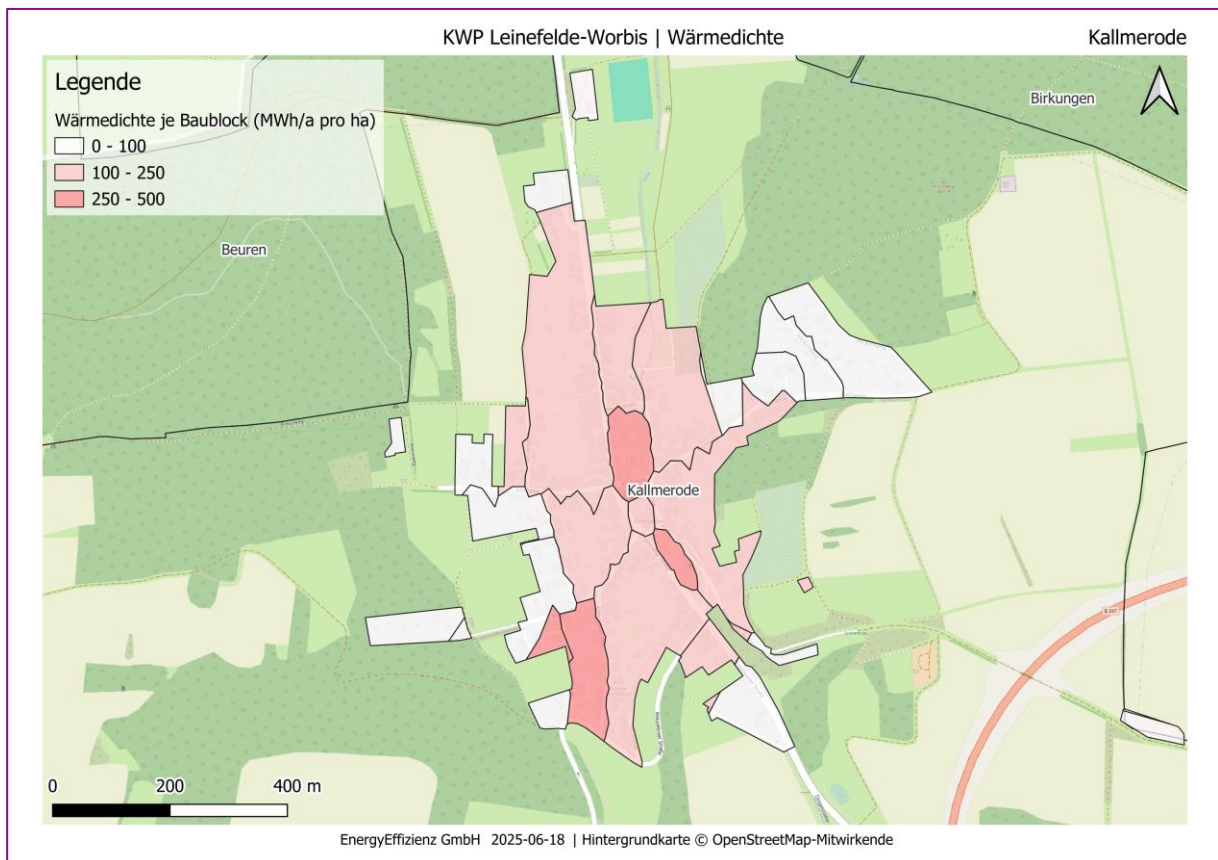 KWP Leinefelde-Worbis | Wärmedichte
Kallmerode
Legende
Wärmedichte je Baublock (MWh/a pro ha)
0 - 100
100 - 250
250 - 500
Birkungen
Beuren
Kallmerode
0 200 400 m
EnergyEffizienz GmbH 2025-06-18 | Hintergrundkarte © OpenStreetMap-Mitwirkende